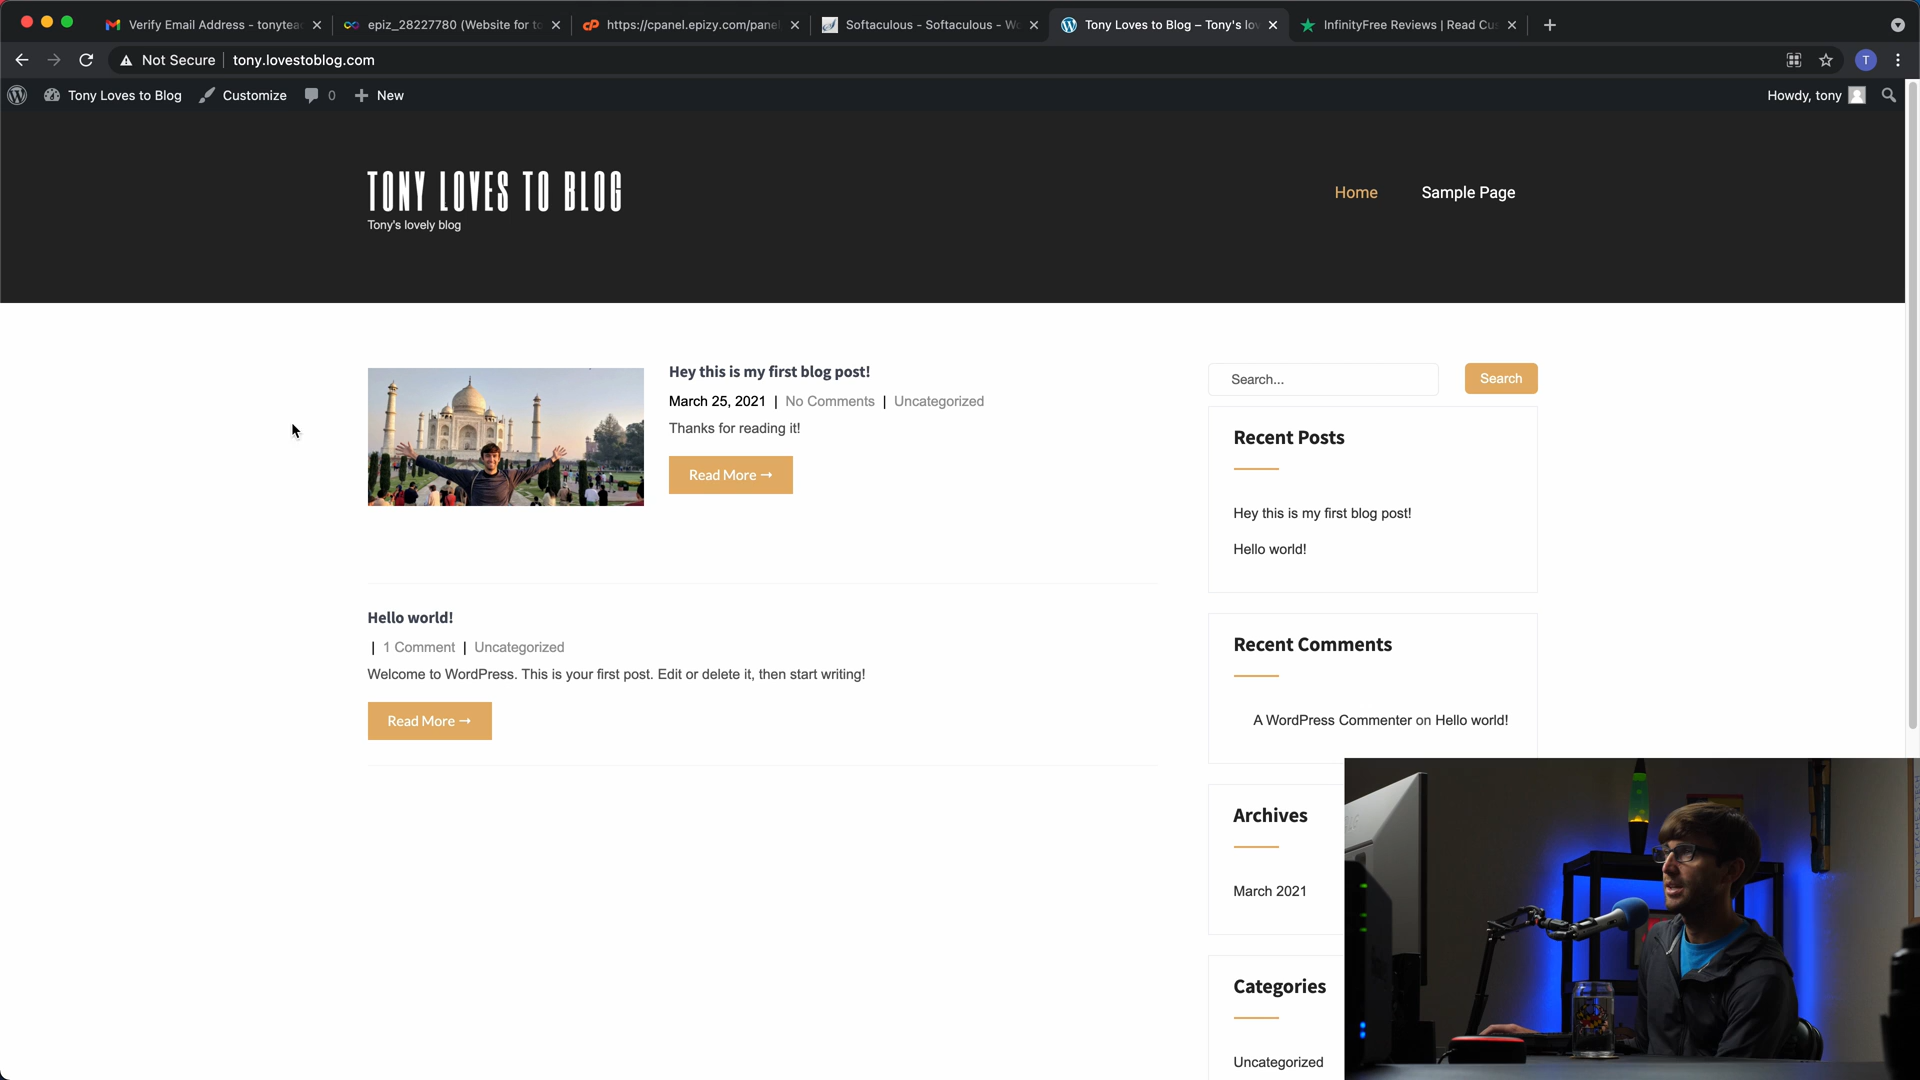 Verify Email Address - tonyteac
epiz_28227780 (Website for to
https://cpanel.epizy.com/pane
Softaculous - Softaculous - Wo
Tony Loves to Blog – Tony's lov
InfinityFree Reviews | Read Cus
Not Secure
tony.lovestoblog.com
T
Tony Loves to Blog
Customize
0
New
Howdy, tony
TONY LOVES TO BLOG
Tony's lovely blog
Home
Sample Page
Hey this is my first blog post!
March 25, 2021 | No Comments | Uncategorized
Thanks for reading it!
Read More →
Hello world!
| 1 Comment | Uncategorized
Welcome to WordPress. This is your first post. Edit or delete it, then start writing!
Read More →
Search...
Search
Recent Posts
Hey this is my first blog post!
Hello world!
Recent Comments
A WordPress Commenter on Hello world!
Archives
March 2021
Categories
Uncategorized